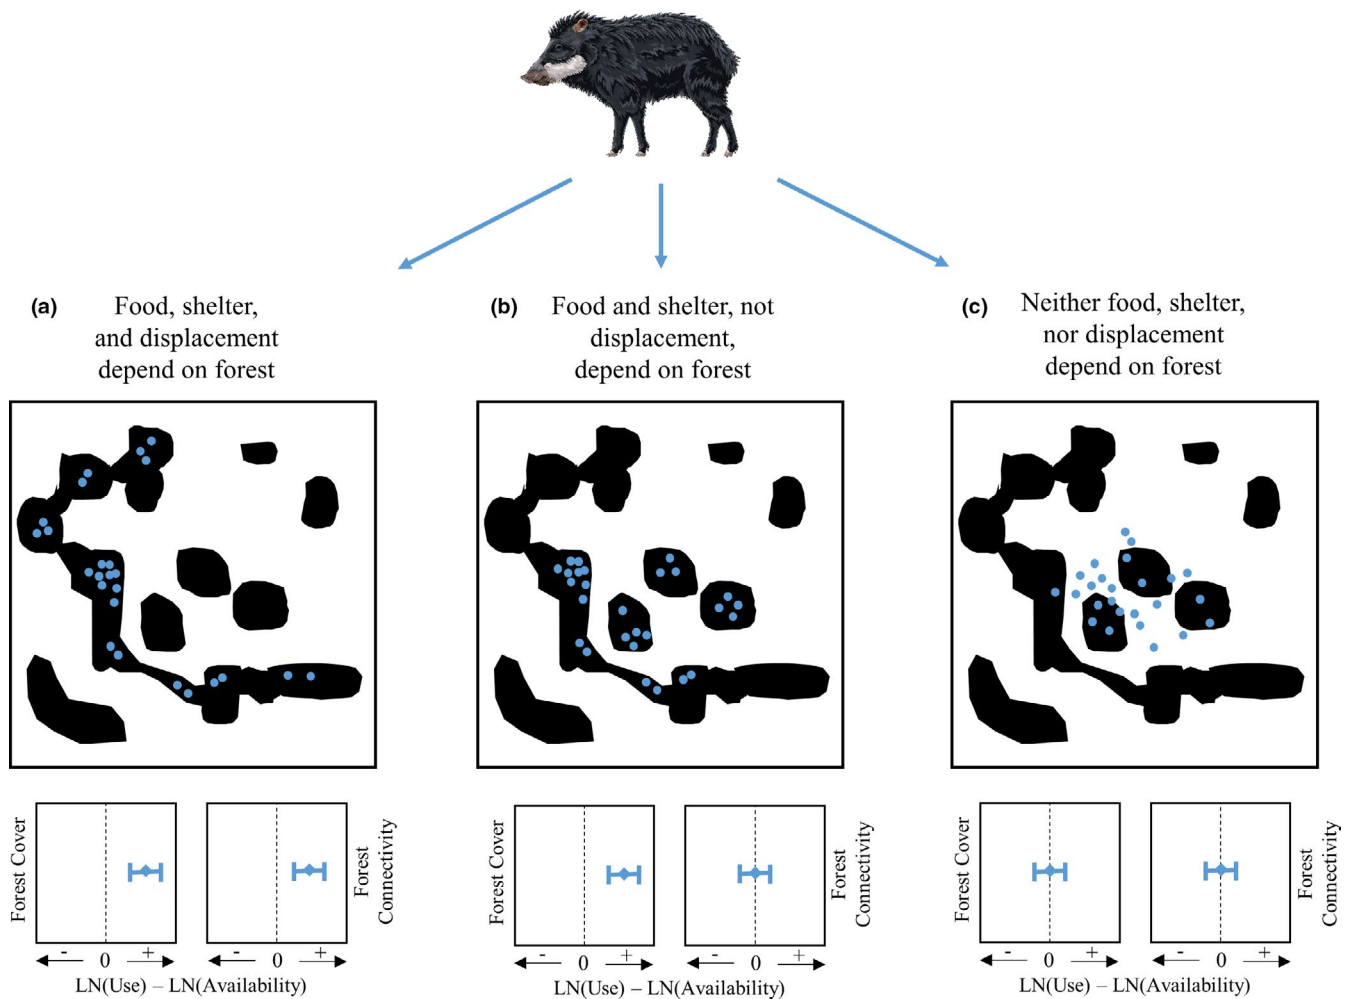 (a)
Food, shelter,
and displacement
depend on forest
(b)
Food and shelter, not
displacement,
depend on forest
(c)
Neither food, shelter,
nor displacement
depend on forest
Forest Cover
- 0 +
- 0 +
Forest
Connectivity
LN(Use) – LN(Availability)
Forest Cover
- 0 +
- 0 +
Forest
Connectivity
LN(Use) – LN(Availability)
Forest Cover
- 0 +
- 0 +
Forest
Connectivity
LN(Use) – LN(Availability)